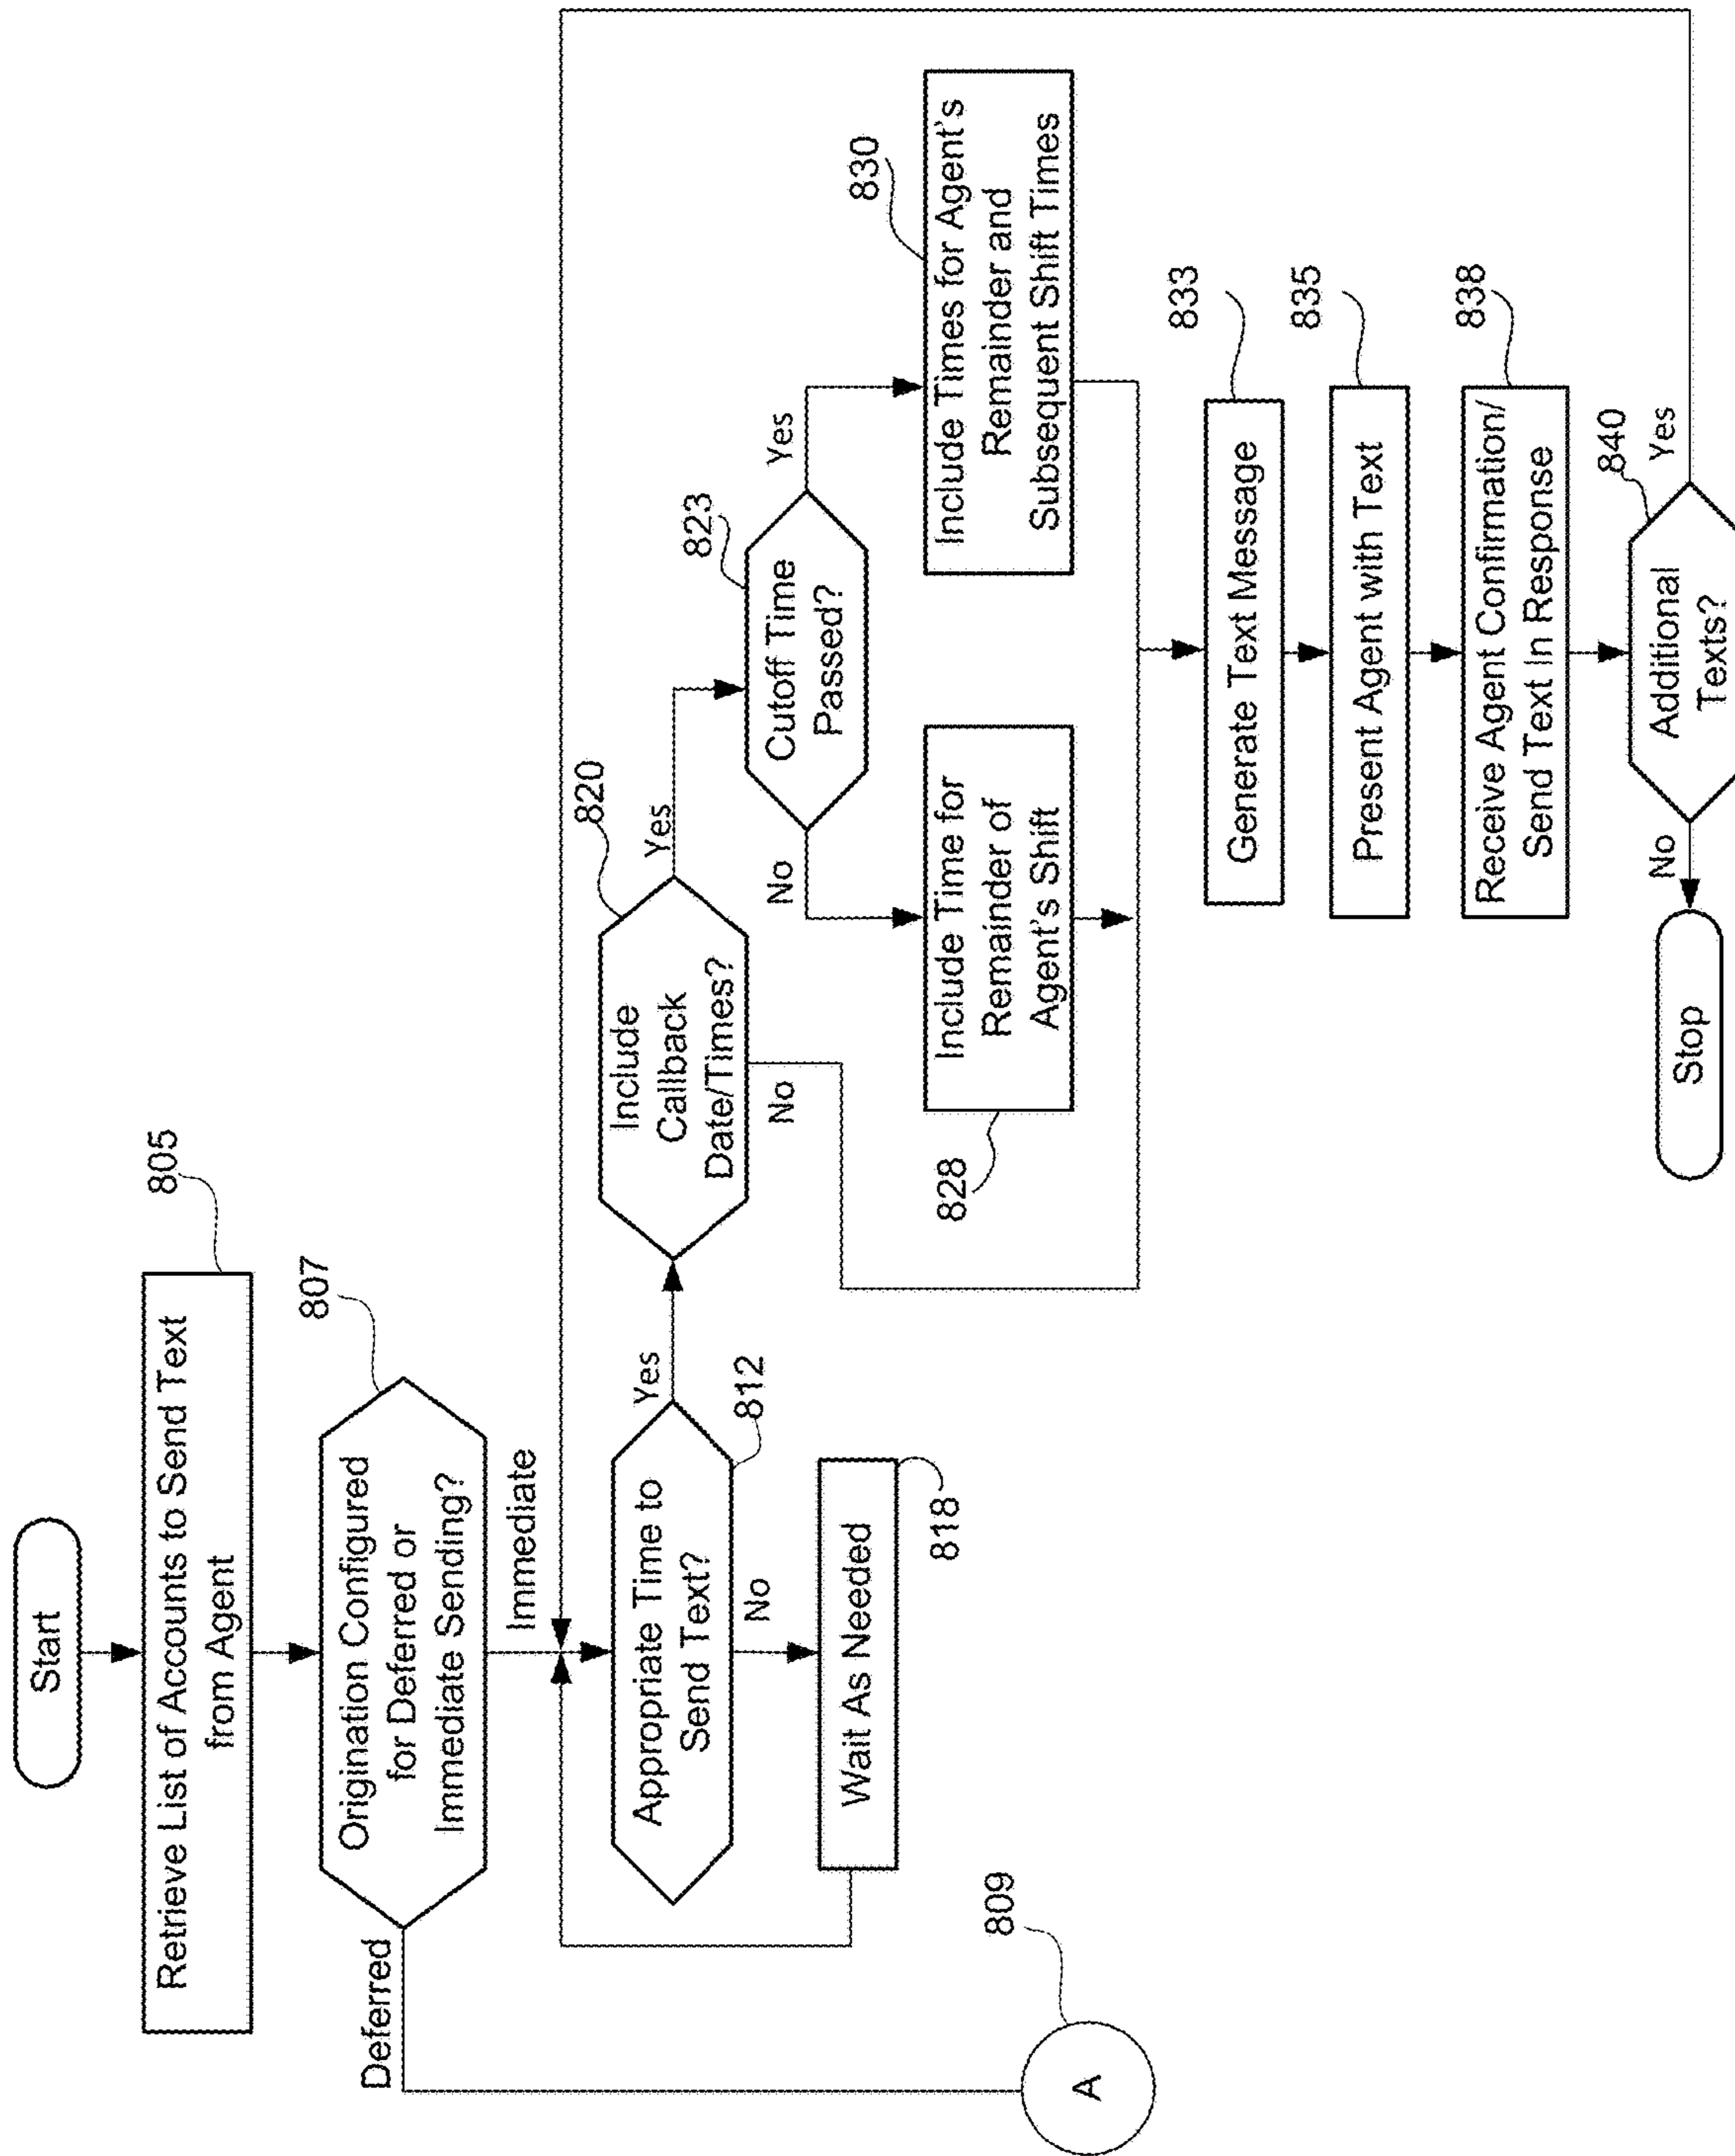 Start
805
Retrieve List of Accounts to Send Text
from Agent
807
Origination Configured
for Deferred or
Immediate Sending?
Deferred
Immediate
809
A
Appropriate Time to
Send Text?
812
Yes
No
Wait As Needed
818
820
Include
Callback
Date/Times?
Yes
No
823
Cutoff Time
Passed?
No
Yes
828
Include Time for
Remainder of
Agent's Shift
830
Include Times for Agent's
Remainder and
Subsequent Shift Times
833
Generate Text Message
835
Present Agent with Text
838
Receive Agent Confirmation/
Send Text In Response
840
Additional
Texts?
Yes
No
Stop